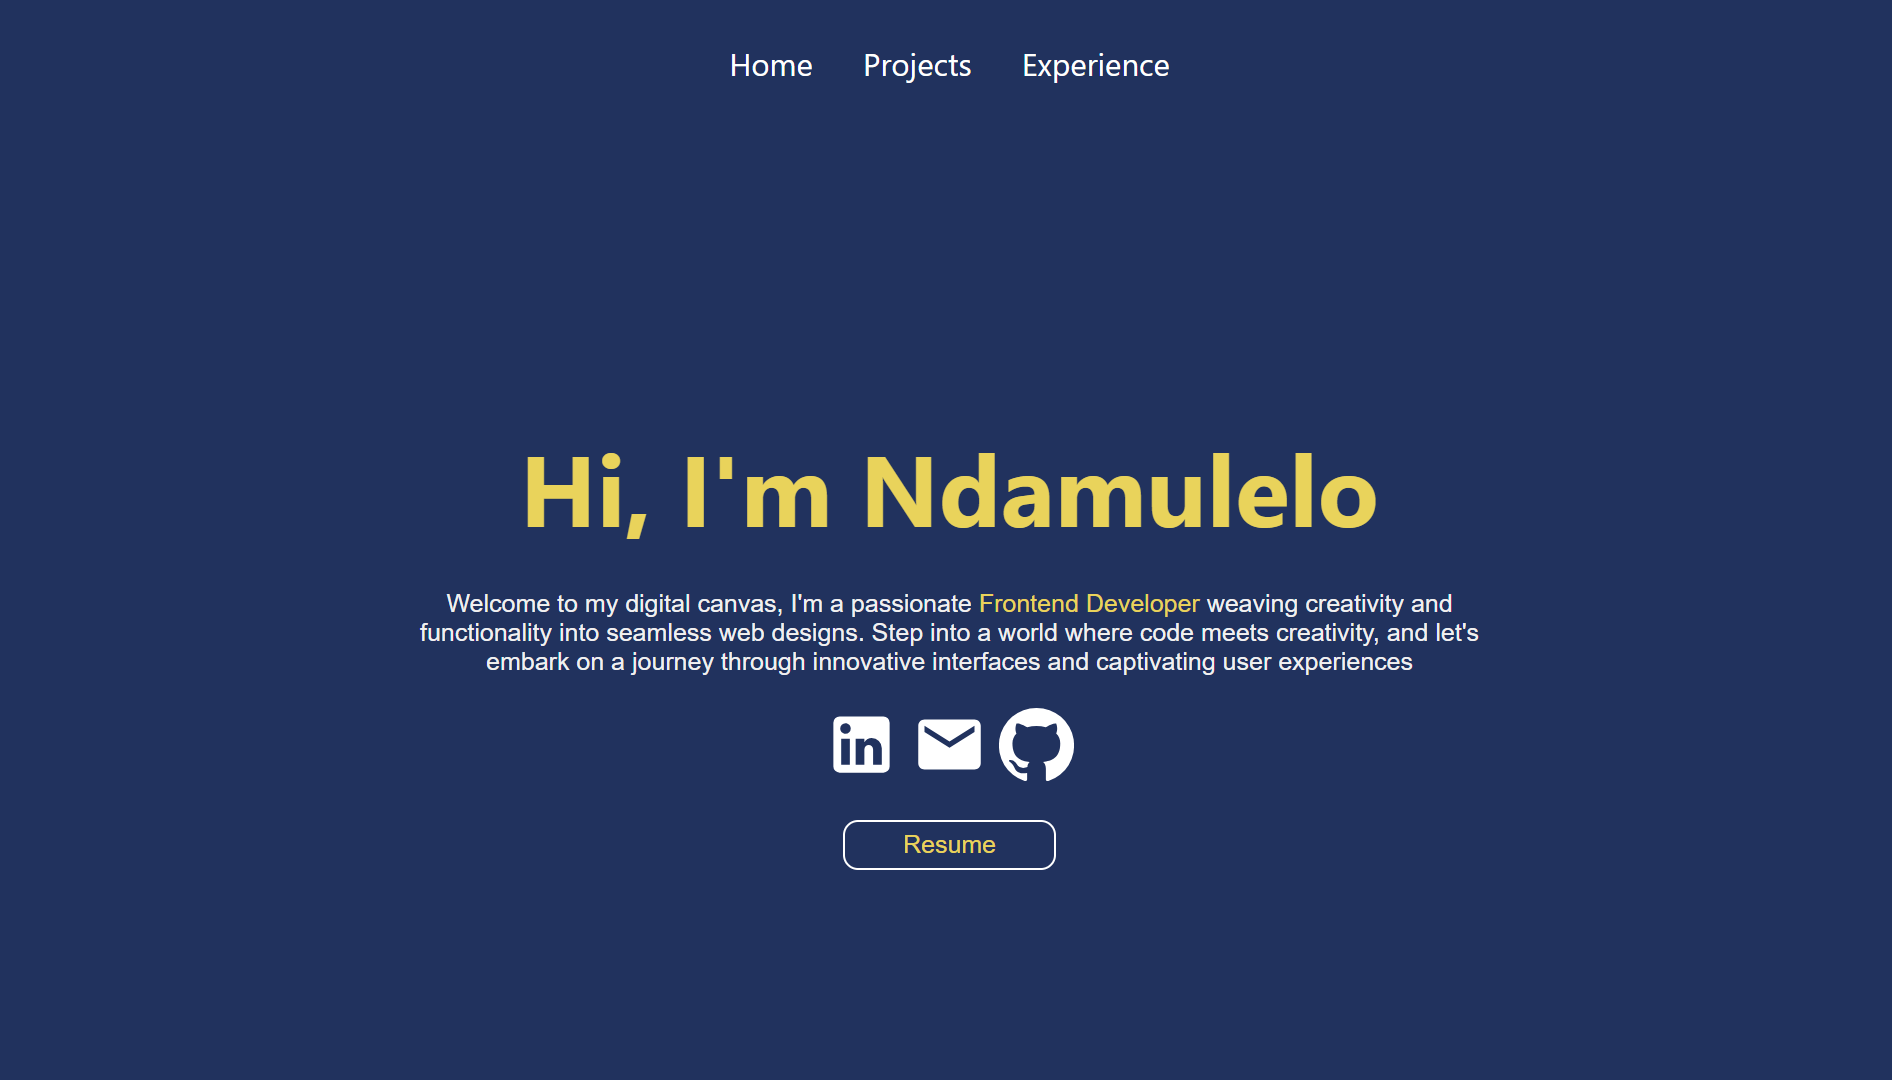 Home Projects Experience
Hi, I'm Ndamulelo
Welcome to my digital canvas, I'm a passionate Frontend Developer weaving creativity and
functionality into seamless web designs. Step into a world where code meets creativity, and let's
embark on a journey through innovative interfaces and captivating user experiences
in
Resume